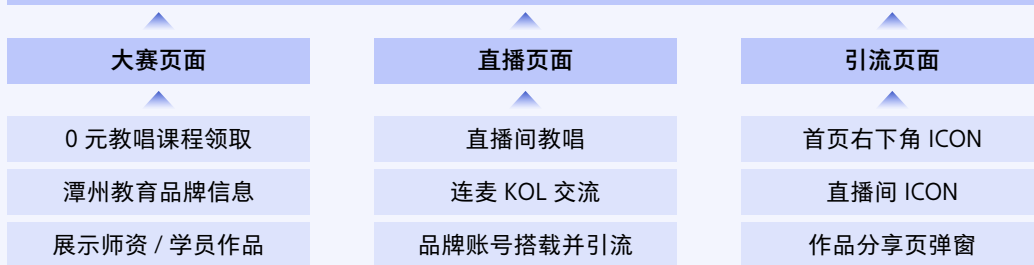 大赛页面
直播页面
引流页面
0 元教唱课程领取
直播间教唱
首页右下角 ICON
潭州教育品牌信息
连麦 KOL 交流
直播间 ICON
展示师资 / 学员作品
品牌账号搭载并引流
作品分享页弹窗